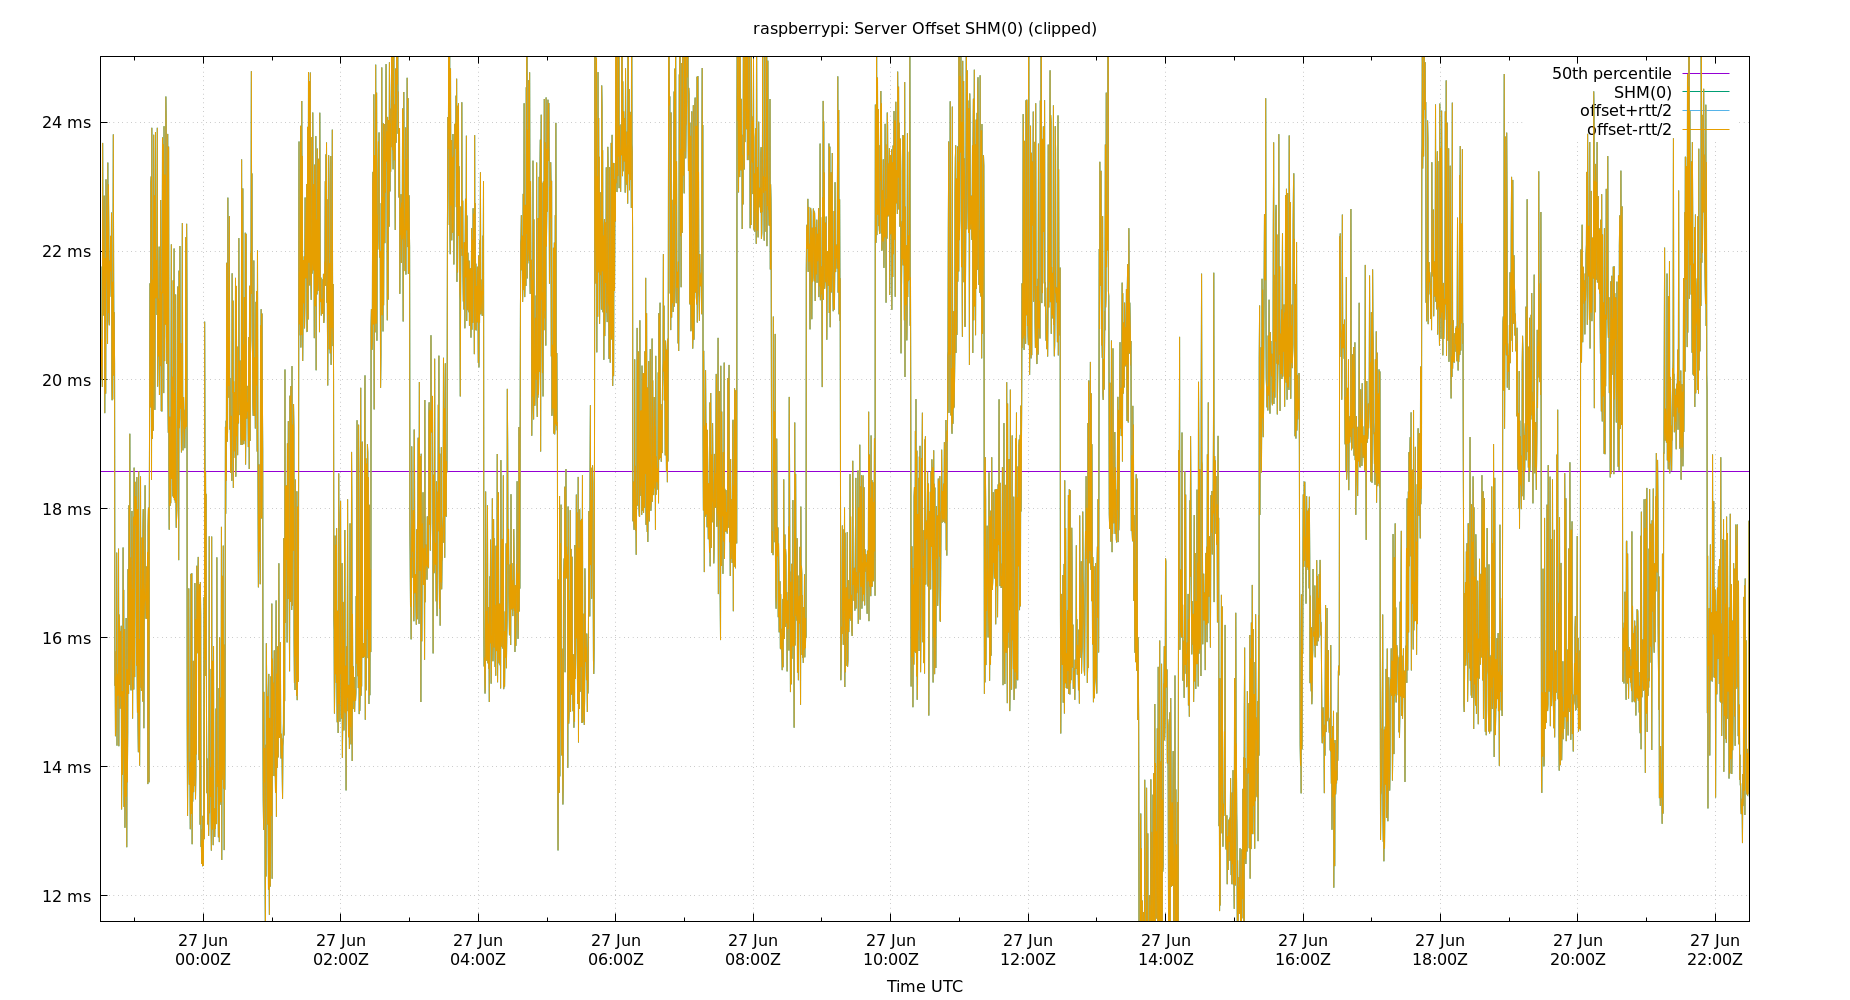 raspberrypi: Server Offset SHM(0) (clipped)
50th percentile
SHM(0)
offset+rtt/2
offset-rtt/2
24 ms
22 ms
20 ms
18 ms
16 ms
14 ms
12 ms
27 Jun 27 Jun 27 Jun 27 Jun 27 Jun 27 Jun 27 Jun 27 Jun 27 Jun 27 Jun 27 Jun 27 Jun
00:00Z 02:00Z 04:00Z 06:00Z 08:00Z 10:00Z 12:00Z 14:00Z 16:00Z 18:00Z 20:00Z 22:00Z
Time UTC